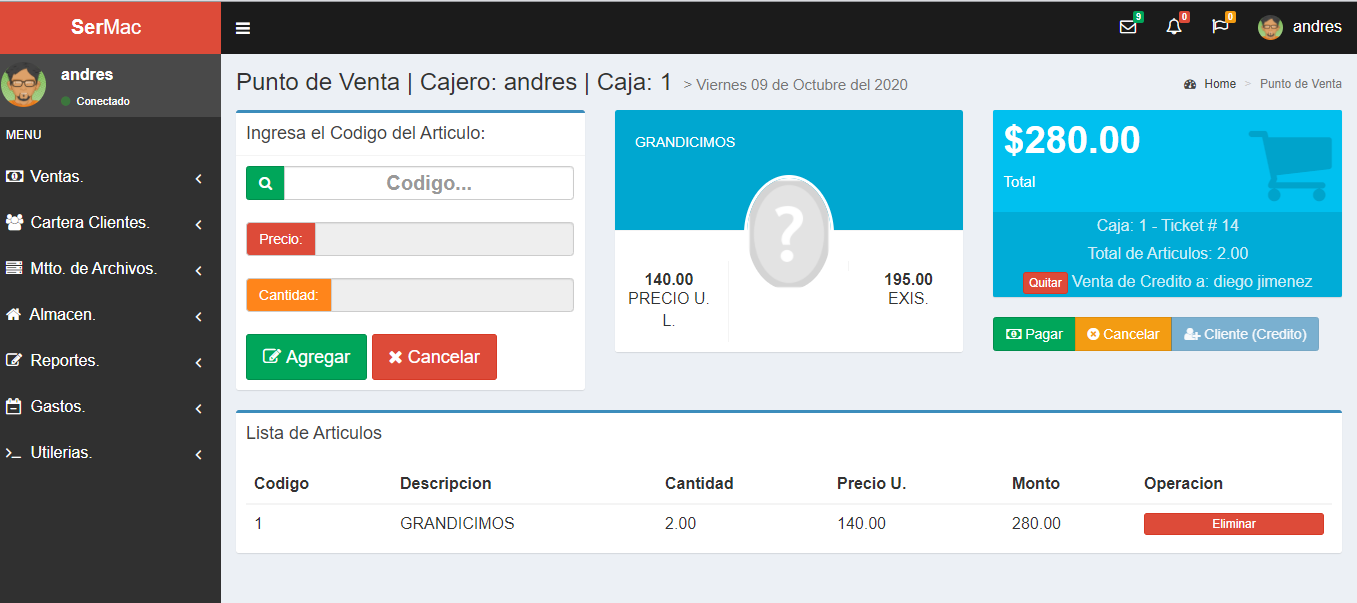 SerMac
9
0
0
andres
andres
Conectado
MENU
Ventas.
Cartera Clientes.
Mtto. de Archivos.
Almacen.
Reportes.
Gastos.
Utilerias.
Punto de Venta | Cajero: andres | Caja: 1 > Viernes 09 de Octubre del 2020
Home > Punto de Venta
Ingresa el Codigo del Articulo:
Codigo...
Precio:
Cantidad:
Agregar
Cancelar
GRANDICIMOS
?
140.00
PRECIO U.
L.
195.00
EXIS.
$280.00
Total
Caja: 1 - Ticket # 14
Total de Articulos: 2.00
Quitar Venta de Credito a: diego jimenez
Pagar
Cancelar
Cliente (Credito)
Lista de Articulos
Codigo Descripcion Cantidad Precio U. Monto Operacion
1 GRANDICIMOS 2.00 140.00 280.00 Eliminar